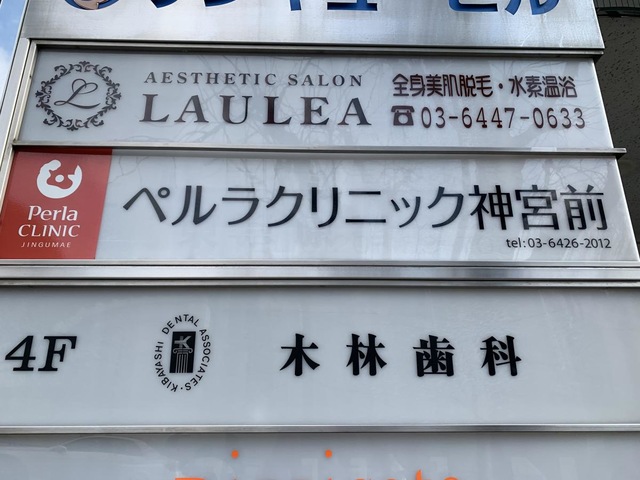 L
AESTHETIC SALON
LAULEA
全身美肌脱毛・水素温浴
☎03-6447-0633
Perla
CLINIC
JINGUMAE
ペルラクリニック神宮前
tel:03-6426-2012
4F
KIBAYASHI DENTAL ASSOCIATES
K
木林歯科